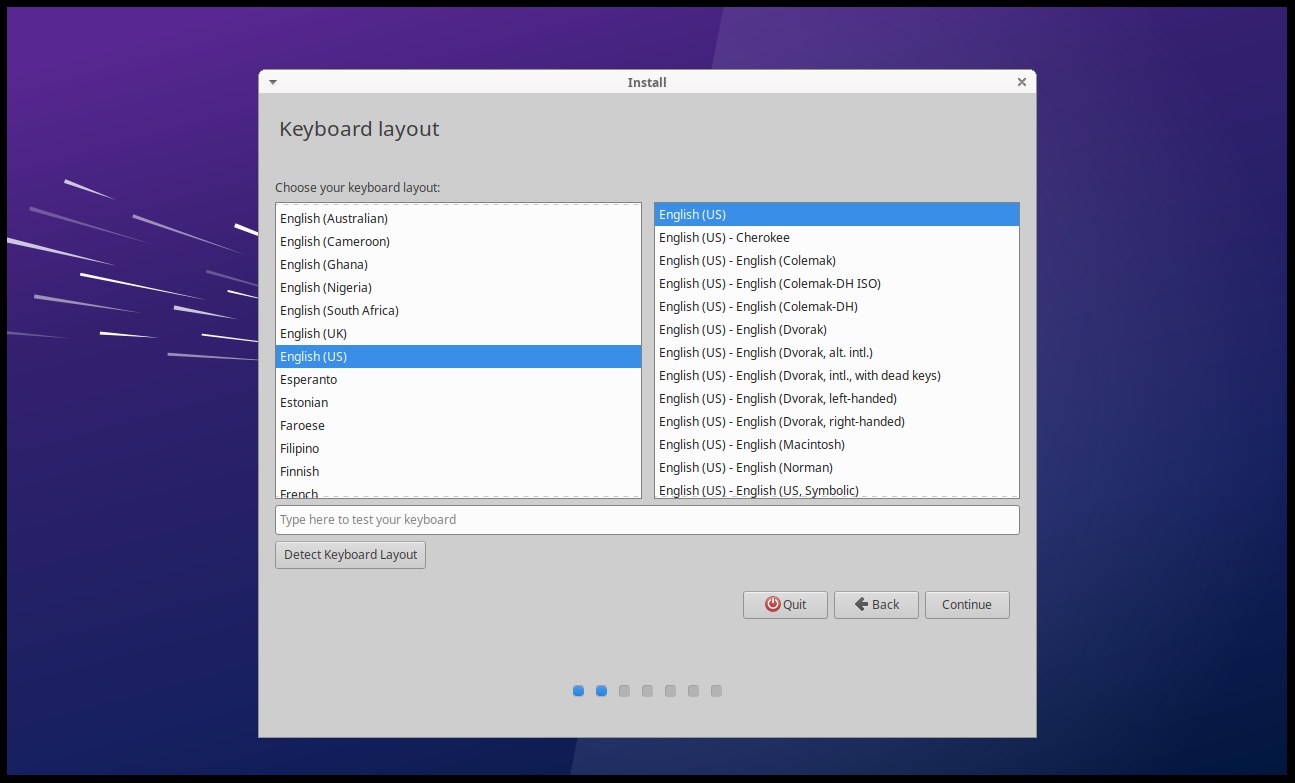 Install
Keyboard layout
Choose your keyboard layout:
English (Australian)
English (Cameroon)
English (Ghana)
English (Nigeria)
English (South Africa)
English (UK)
English (US)
Esperanto
Estonian
Faroese
Filipino
Finnish
French
English (US)
English (US) - Cherokee
English (US) - English (Colemak)
English (US) - English (Colemak-DH ISO)
English (US) - English (Colemak-DH)
English (US) - English (Dvorak)
English (US) - English (Dvorak, alt. intl.)
English (US) - English (Dvorak, intl., with dead keys)
English (US) - English (Dvorak, left-handed)
English (US) - English (Dvorak, right-handed)
English (US) - English (Macintosh)
English (US) - English (Norman)
English (US) - English (US, Symbolic)
Type here to test your keyboard
Detect Keyboard Layout
Quit
Back
Continue